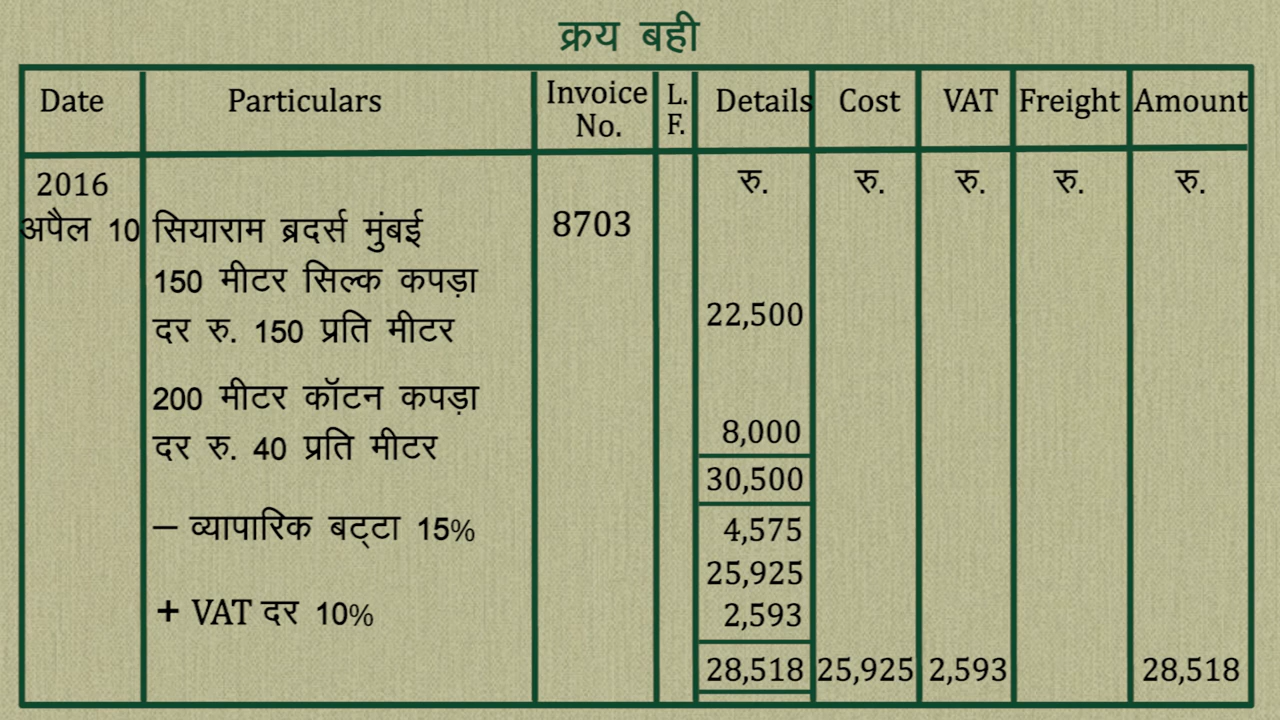 क्रय बही
Date Particulars Invoice No. L. F. Details Cost VAT Freight Amount
2016 रु. रु. रु. रु. रु.
अपैल 10 सियाराम ब्रदर्स मुंबई 8703
150 मीटर सिल्क कपड़ा
दर रु. 150 प्रति मीटर 22,500
200 मीटर कॉटन कपड़ा
दर रु. 40 प्रति मीटर 8,000
30,500
– व्यापारिक बट्टा 15% 4,575
25,925
+ VAT दर 10% 2,593
28,518 25,925 2,593 28,518